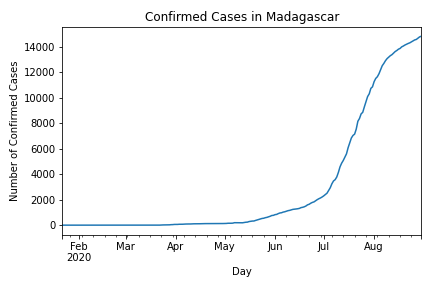 Confirmed Cases in Madagascar
Number of Confirmed Cases
14000
12000
10000
8000
6000
4000
2000
0
Feb Mar Apr May Jun Jul Aug
2020
Day